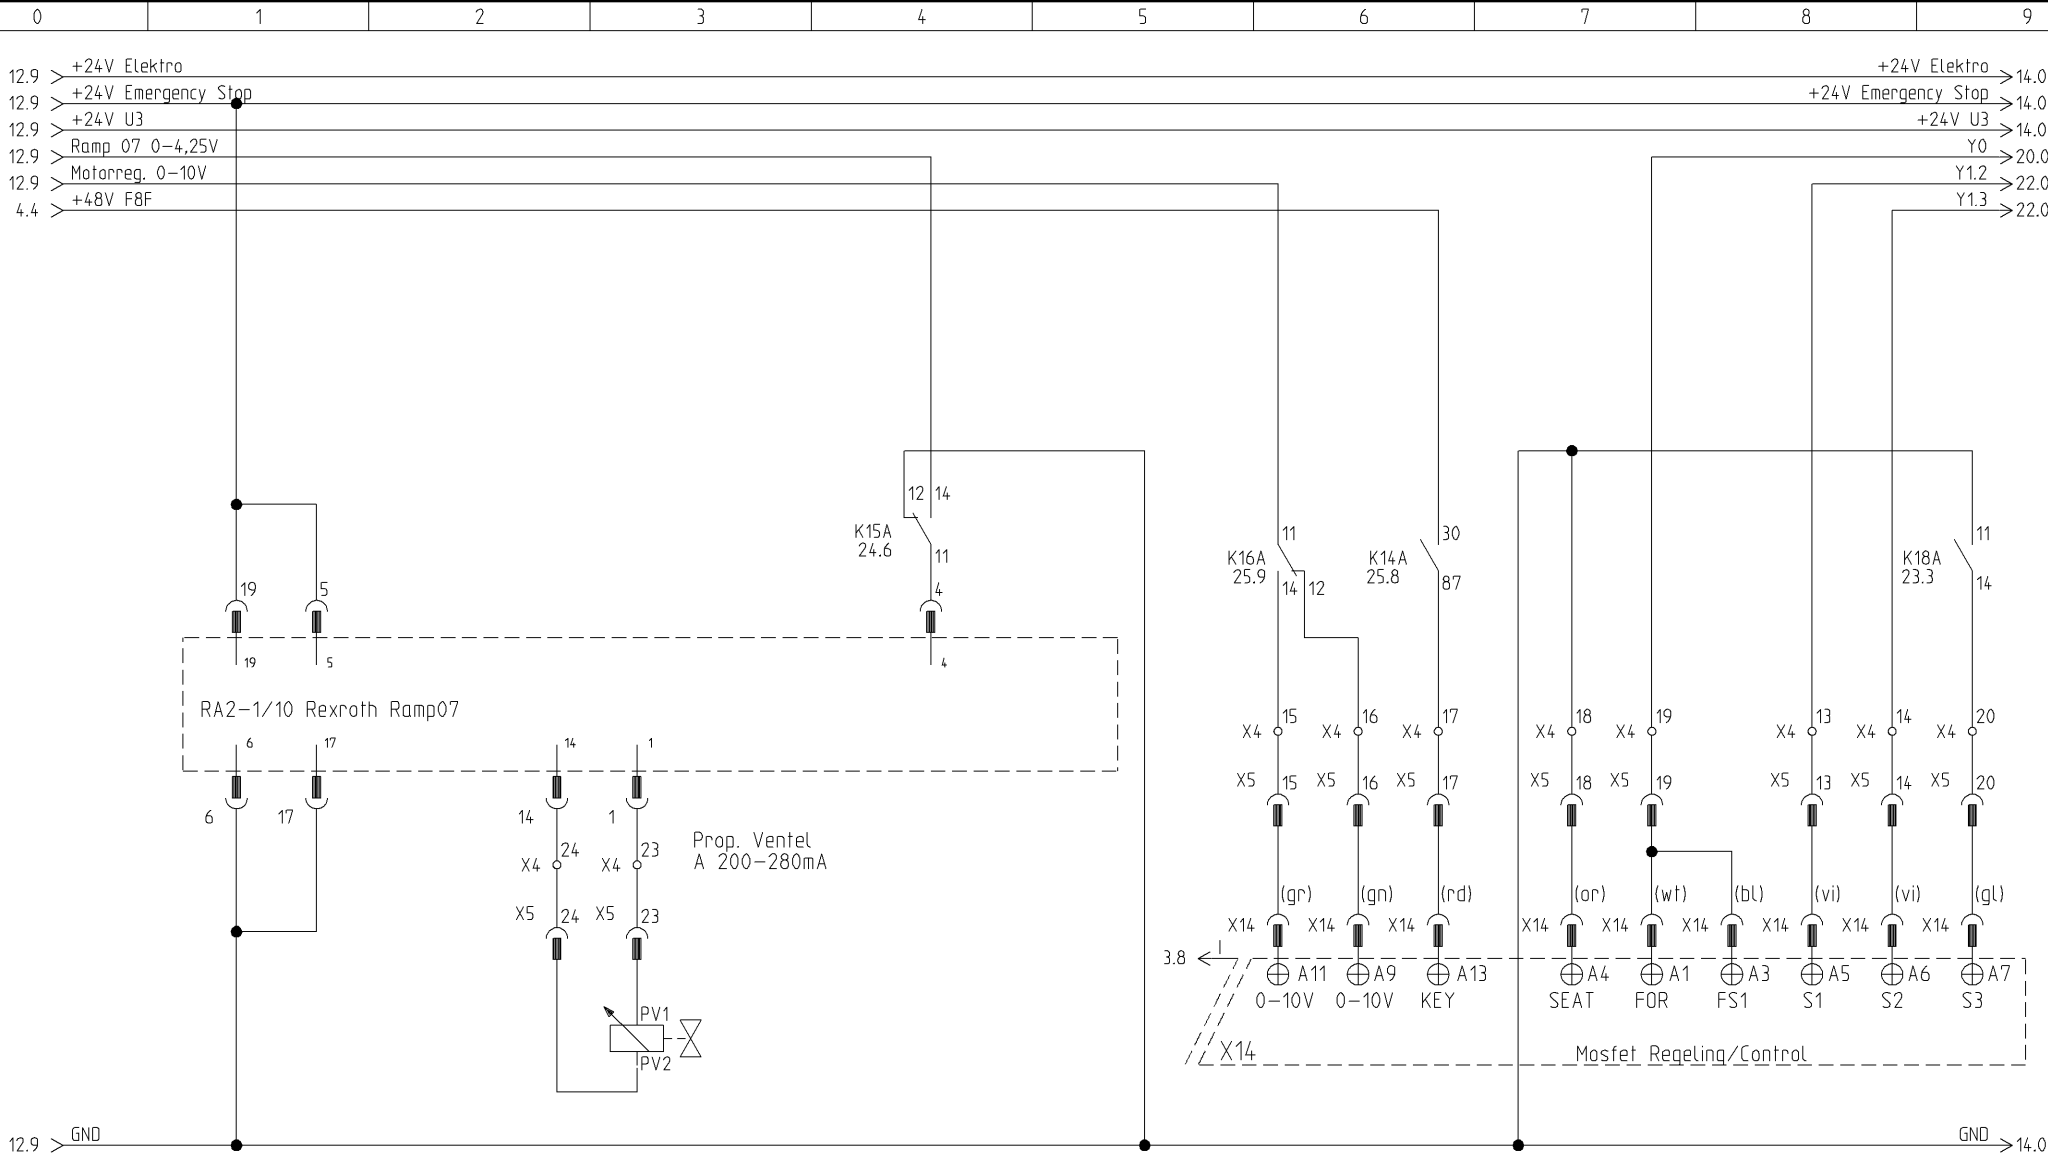 0 1 2 3 4 5 6 7 8 9
12.9 +24V Elektro +24V Elektro 14.0
12.9 +24V Emergency Stop +24V Emergency Stop 14.0
12.9 +24V U3 +24V U3 14.0
12.9 Ramp 07 0-4,25V Y0 20.0
12.9 Motorreg. 0-10V Y1.2 22.0
4.4 +48V F8F Y1.3 22.0
12 14
K15A
24.6
11
11 30 11
K16A K14A K18A
25.9 25.8 23.3
14 12 87 14
19 5 4
19 5 4
RA2-1/10 Rexroth Ramp07
6 17 14 1
6 17 14 1
15 16 17 18 19 13 14 20
X4 X4 X4 X4 X4 X4 X4 X4
X5 15 X5 16 X5 17 X5 18 X5 19 X5 13 X5 14 X5 20
Prop. Ventel
A 200-280mA
24 23
X4 X4
X5 24 X5 23
(gr) (gn) (rd) (or) (wt) (bl) (vi) (vi) (gl)
X14 X14 X14 X14 X14 X14 X14 X14 X14
3.8
A11 A9 A13 A4 A1 A3 A5 A6 A7
0-10V 0-10V KEY SEAT FOR FS1 S1 S2 S3
PV1
PV2
X14 Mosfet Regeling/Control
12.9 GND GND 14.0